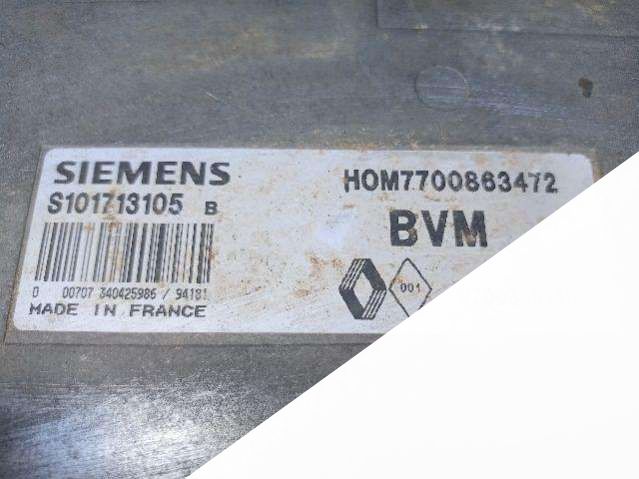 SIEMENS
S101713105 B
HOM7700863472
BVM
001
0 00707 340425986 / 94181
MADE IN FRANCE